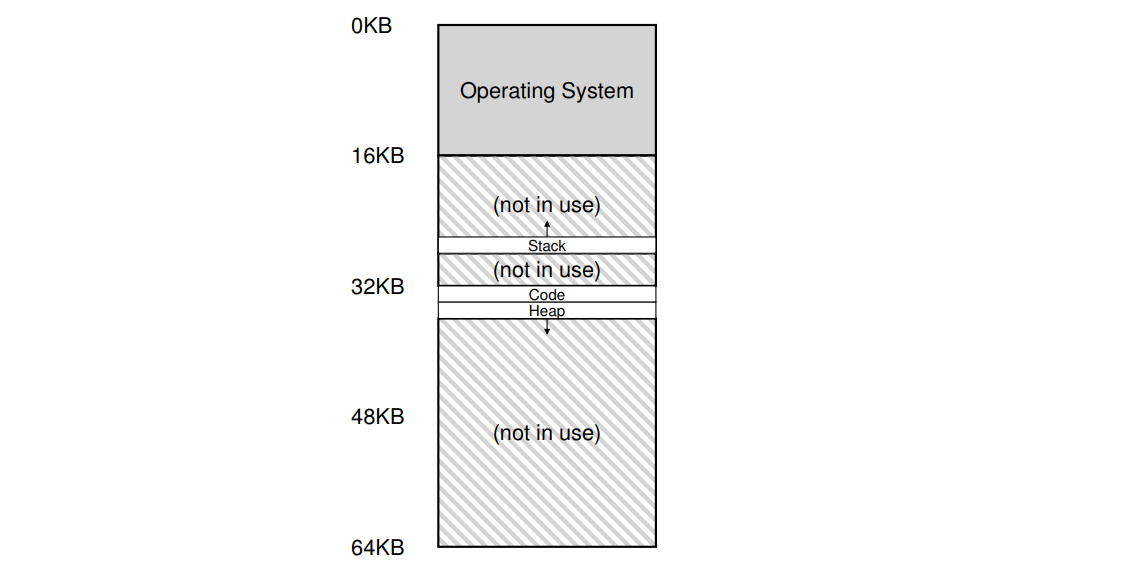 0KB
Operating System
16KB
(not in use)
Stack
(not in use)
32KB
Code
Heap
48KB
(not in use)
64KB